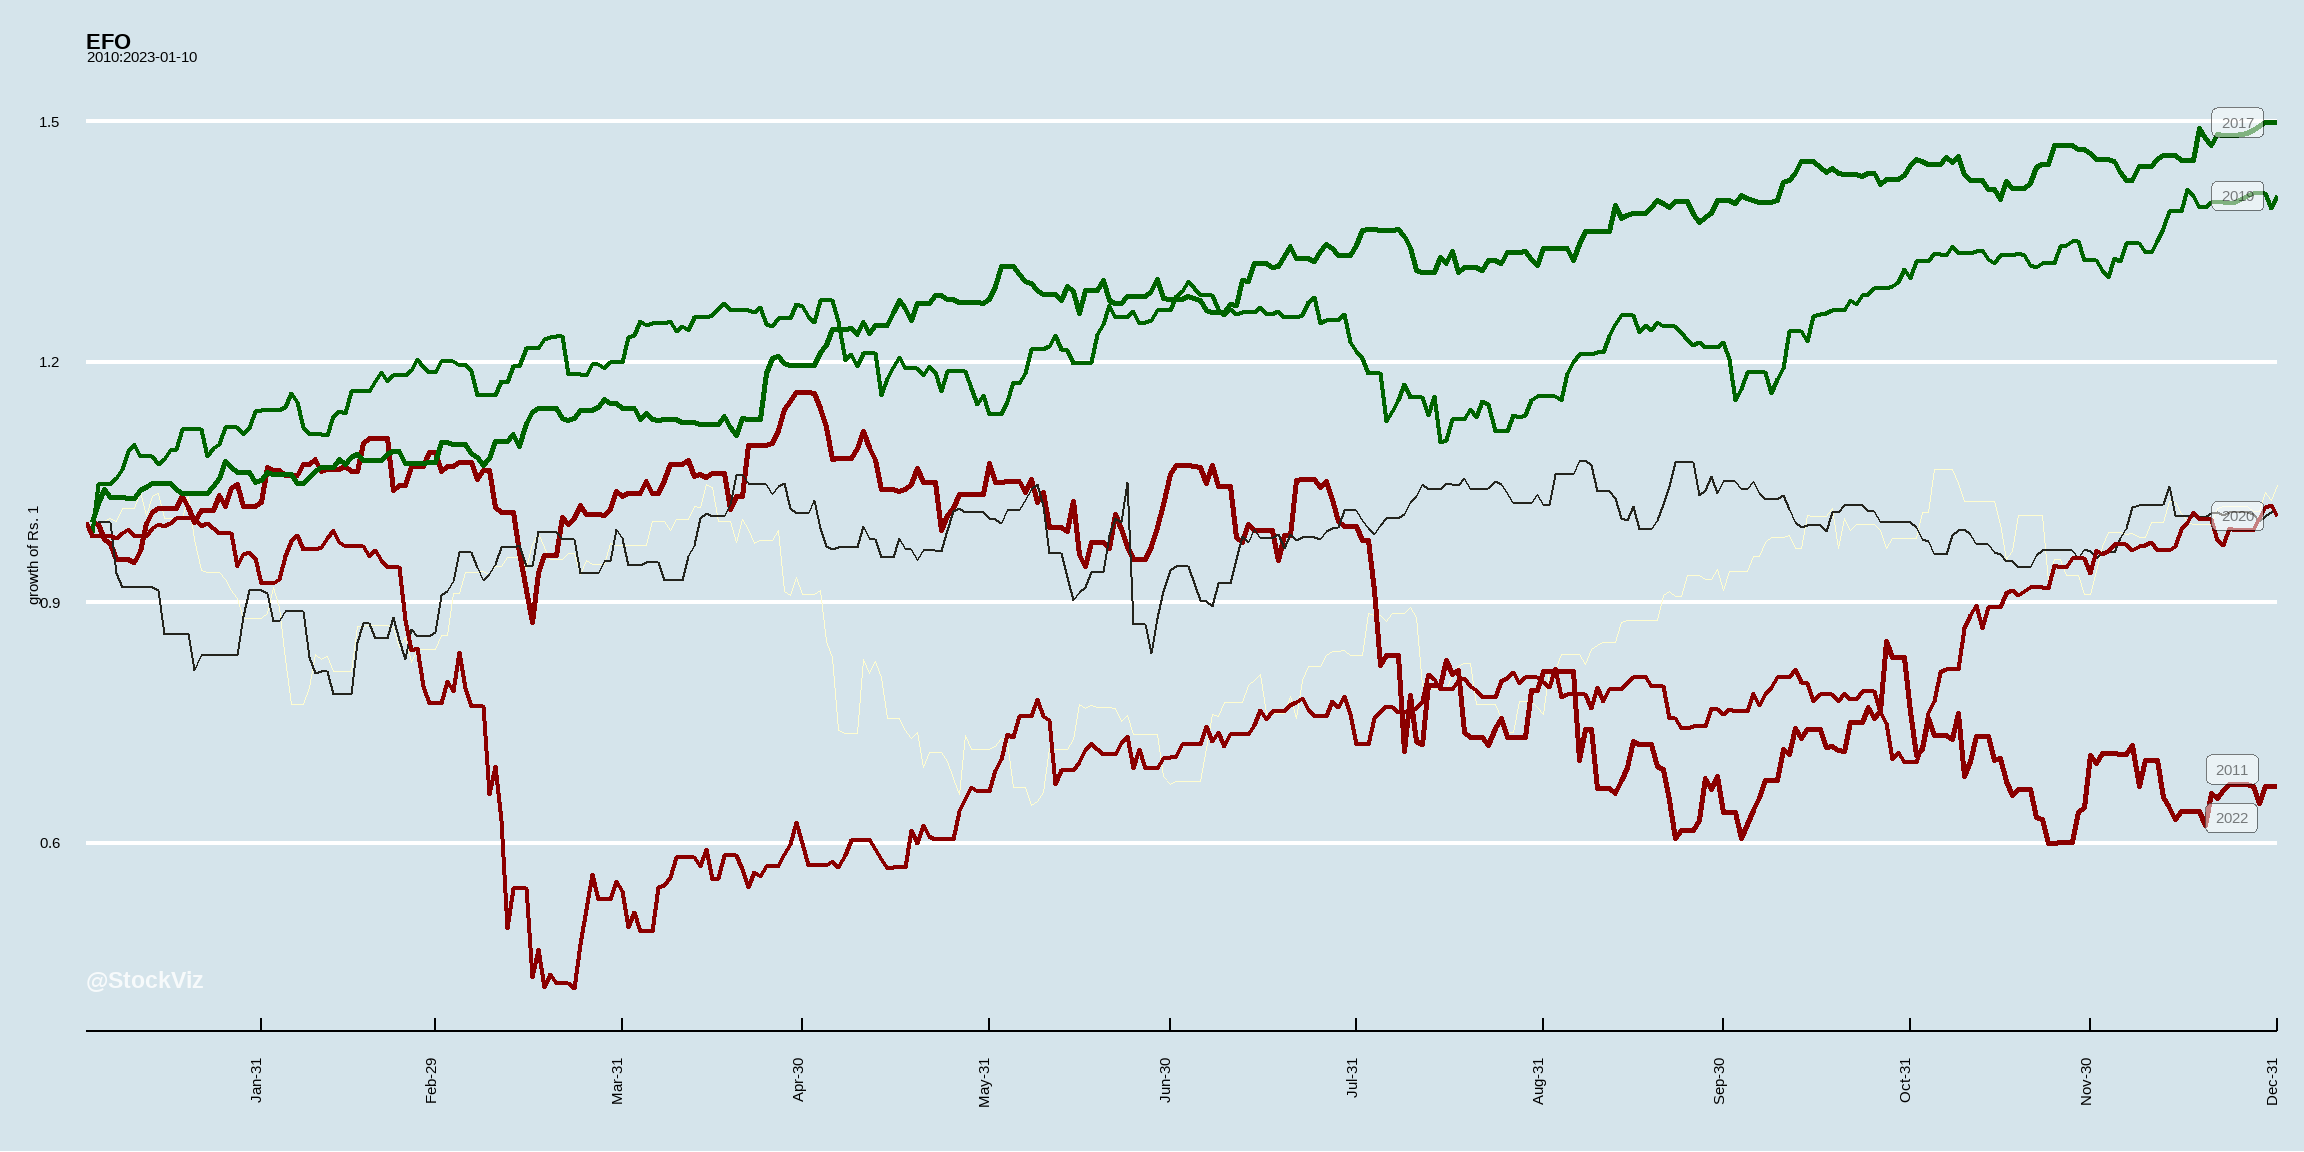 EFO
2010:2023-01-10
1.5
1.2
0.9
0.6
growth of Rs. 1
2017
2019
2020
2011
2022
@StockViz
Jan-31
Feb-29
Mar-31
Apr-30
May-31
Jun-30
Jul-31
Aug-31
Sep-30
Oct-31
Nov-30
Dec-31